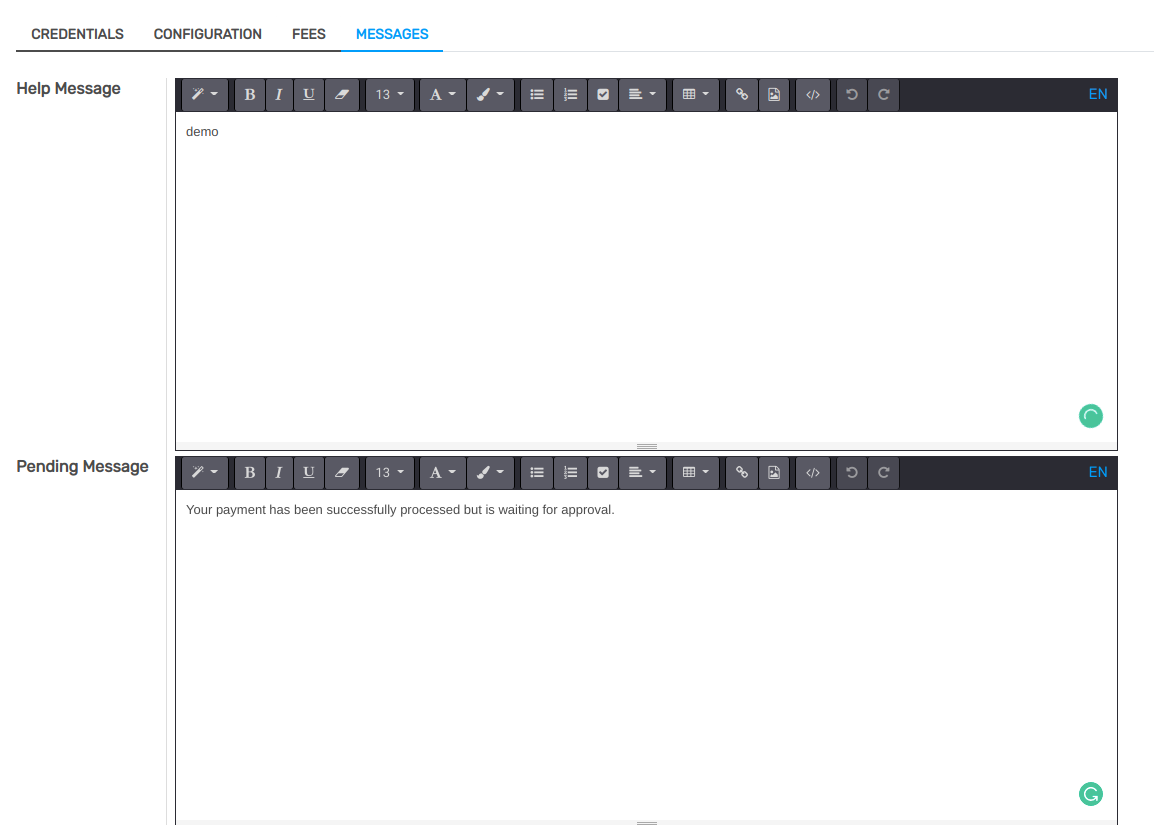 CREDENTIALS CONFIGURATION FEES MESSAGES
Help Message
B I U 13 A EN
demo
Pending Message
B I U 13 A EN
Your payment has been successfully processed but is waiting for approval.